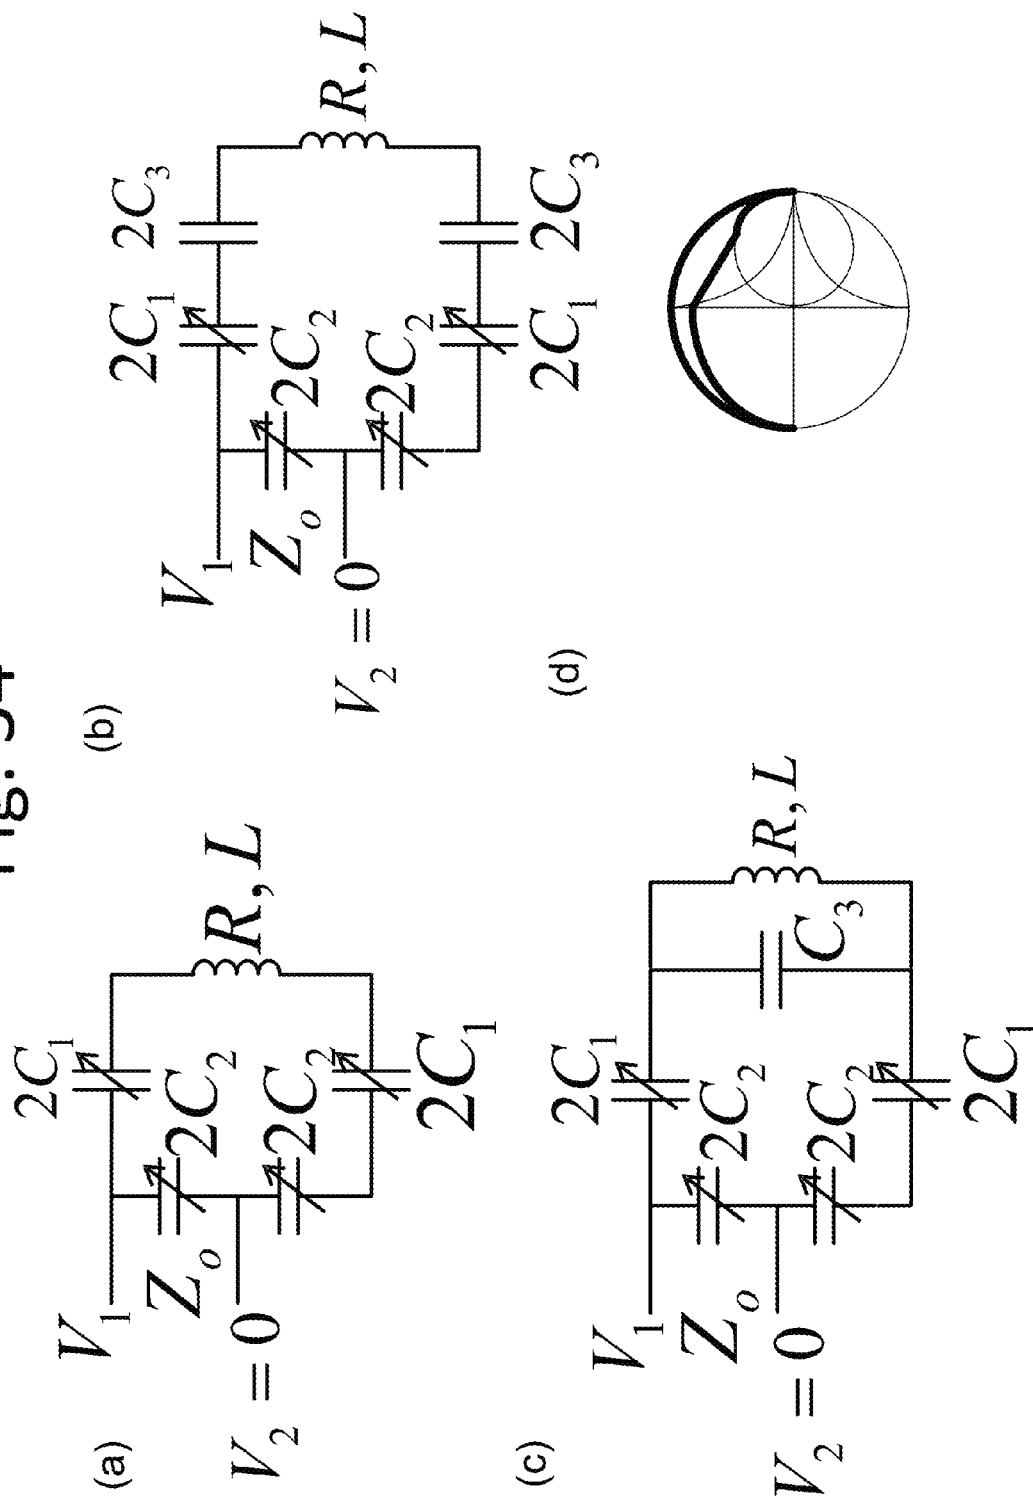 Fig.
(a)
2C₁
V₁
Zₒ
2C₂
R, L
2C₂
V₂ = 0
2C₁
(b)
2C₁
2C₃
V₁
Zₒ
2C₂
R, L
2C₂
V₂ = 0
2C₁
2C₃
(c)
2C₁
V₁
Zₒ
2C₂
C₃
R, L
2C₂
V₂ = 0
2C₁
(d)